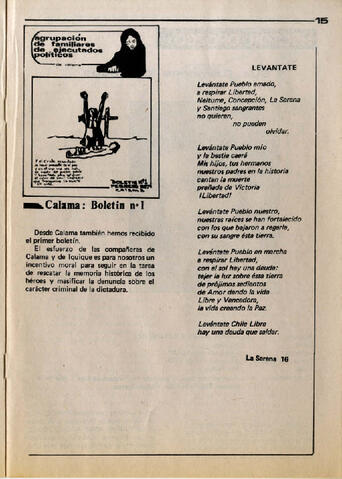 15
agrupación
de familiares
de ejecutados
políticos
BOLETIN Nº1
Calama: Boletín nº1
Desde Calama también hemos recibido
el primer boletín.
El esfuerzo de las compañeras de
Calama y de Iquique es para nosotros un
incentivo moral para seguir en la tarea
de rescatar la memoria histórica de los
héroes y masificar la denuncia sobre el
carácter criminal de la dictadura.
LEVANTATE
Levántate Pueblo amado,
a respirar Libertad,
Neltume, Concepción, La Serena
y Santiago sangrantes
no quieren,
no pueden
olvidar.
Levántate Pueblo mío
y la bestia caerá
Mis hijos, tus hermanos
nuestros padres en la historia
cantan la muerte
preñada de Victoria
¡Libertad!
Levántate Pueblo nuestro,
nuestras raíces se han fortalecido
con los que bajaron a regarle,
con su sangre ésta tierra.
Levántate Pueblo en marcha
a respirar Libertad,
con el sol hay una deuda:
tejer la luz sobre ésta tierra
de prójimos sedientos
de Amor dando la vida
Libre y Vencedora,
la vida creando la Paz.
Levántate Chile Libre
hay una deuda que saldar.
La Serena 16